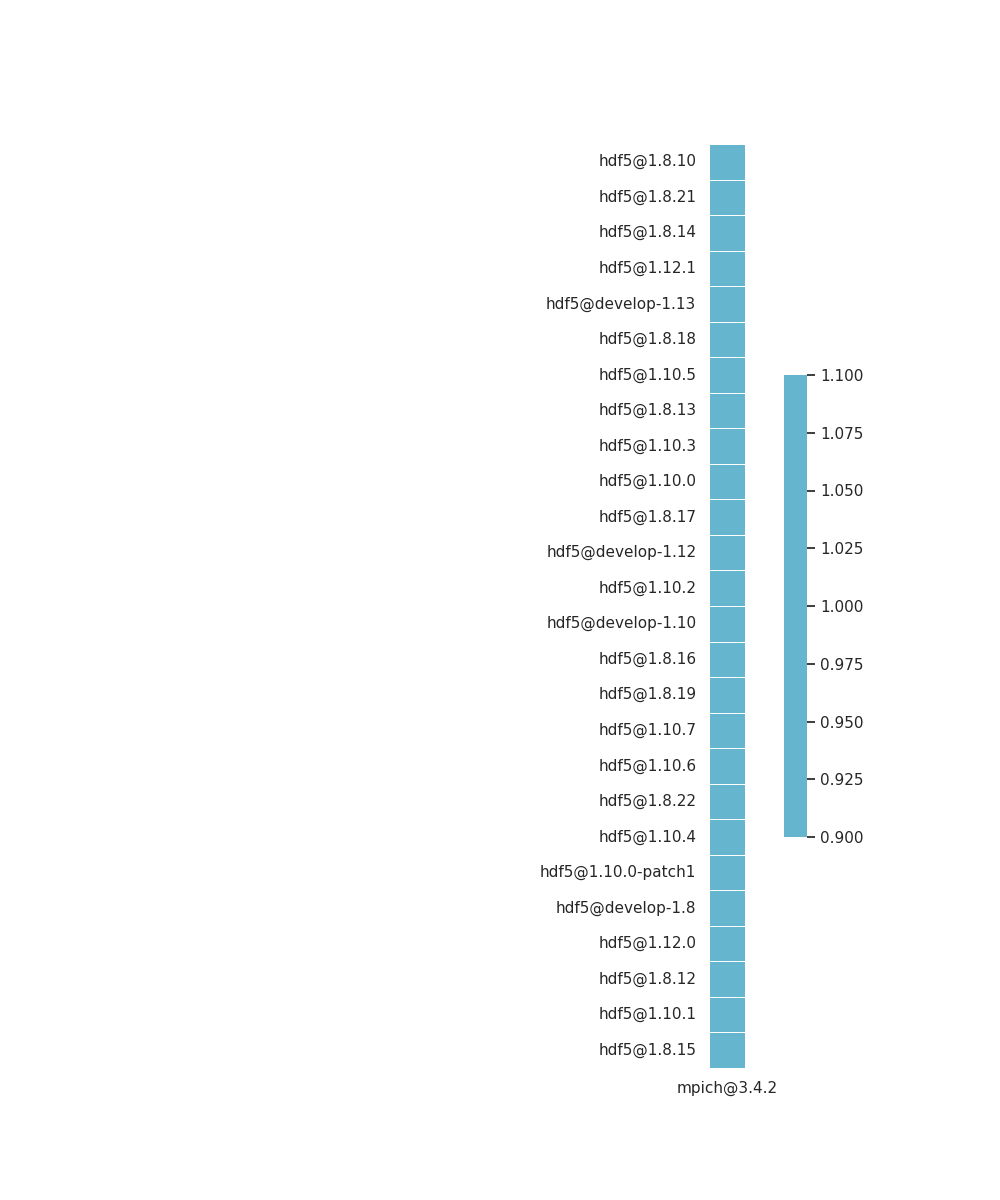 hdf5@1.8.10
hdf5@1.8.21
hdf5@1.8.14
hdf5@1.12.1
hdf5@develop-1.13
hdf5@1.8.18
hdf5@1.10.5
hdf5@1.8.13
hdf5@1.10.3
hdf5@1.10.0
hdf5@1.8.17
hdf5@develop-1.12
hdf5@1.10.2
hdf5@develop-1.10
hdf5@1.8.16
hdf5@1.8.19
hdf5@1.10.7
hdf5@1.10.6
hdf5@1.8.22
hdf5@1.10.4
hdf5@1.10.0-patch1
hdf5@develop-1.8
hdf5@1.12.0
hdf5@1.8.12
hdf5@1.10.1
hdf5@1.8.15
mpich@3.4.2
1.100
1.075
1.050
1.025
1.000
0.975
0.950
0.925
0.900